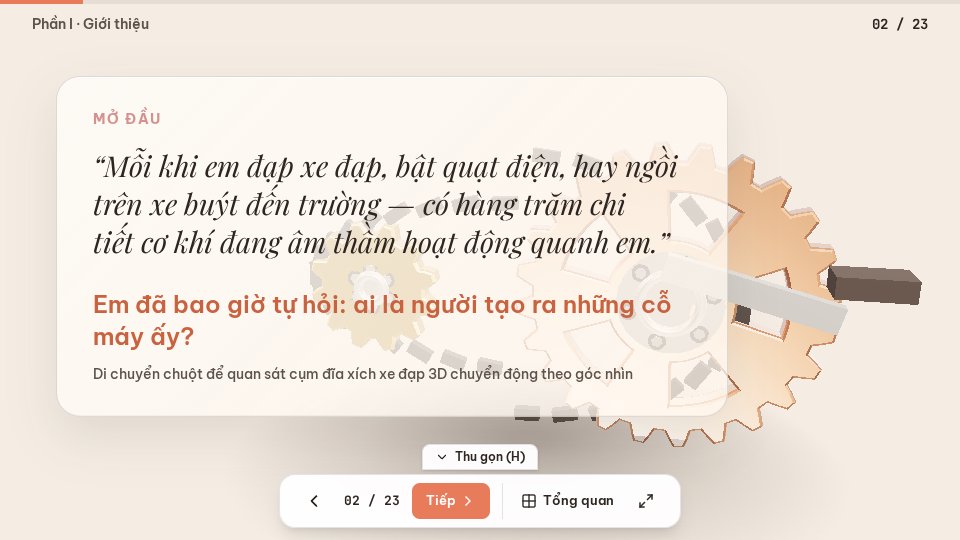 Phần I · Giới thiệu
02 / 23
MỞ ĐẦU
“Mỗi khi em đạp xe đạp, bật quạt điện, hay ngồi
trên xe buýt đến trường — có hàng trăm chi
tiết cơ khí đang âm thầm hoạt động quanh em.”
Em đã bao giờ tự hỏi: ai là người tạo ra những cỗ
máy ấy?
Di chuyển chuột để quan sát cụm đĩa xích xe đạp 3D chuyển động theo góc nhìn
Thu gọn (H)
02 / 23
Tiếp
Tổng quan